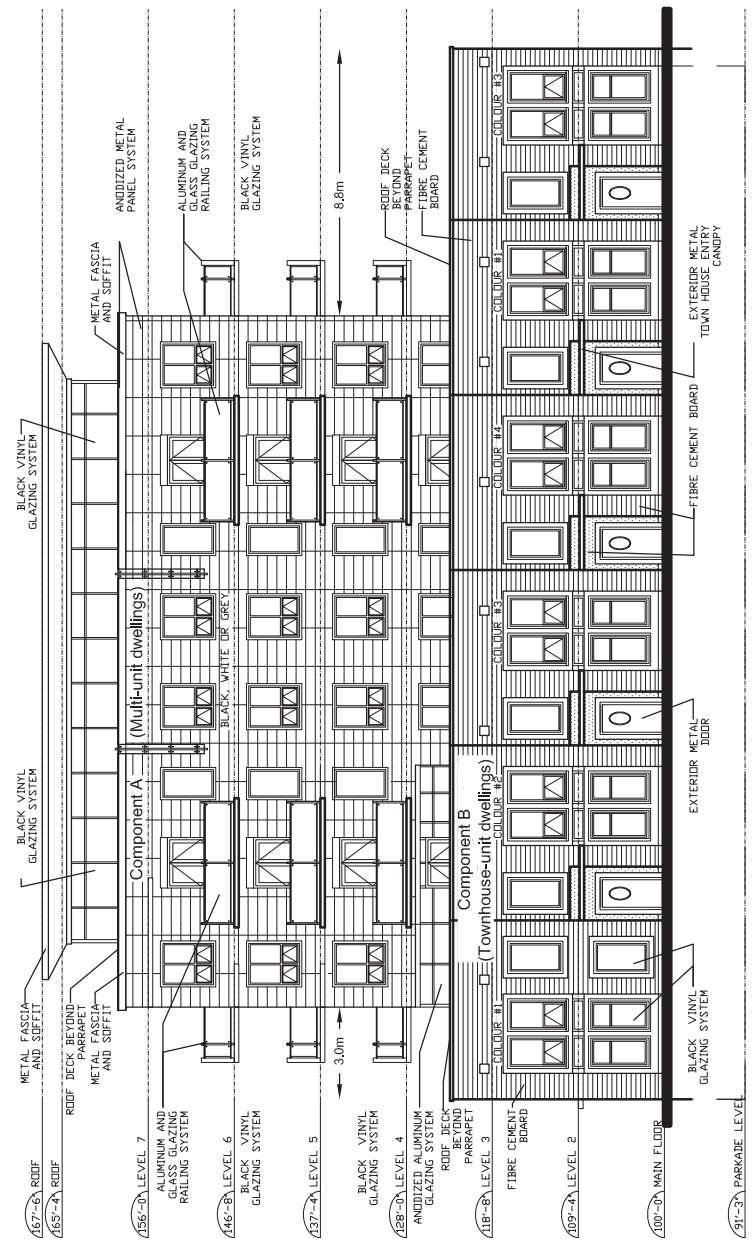 167'-6" ROOF
165'-4" ROOF
156'-0" LEVEL 7
146'-8" LEVEL 6
137'-4" LEVEL 5
128'-0" LEVEL 4
118'-8" LEVEL 3
109'-4" LEVEL 2
100'-0" MAIN FLOOR
91'-3" PARKADE LEVEL
METAL FASCIA
AND SOFFIT
ROOF DECK BEYOND
PARRAPET
METAL FASCIA
AND SOFFIT
ALUMINUM AND
GLASS GLAZING
RAILING SYSTEM
BLACK VINYL
GLAZING SYSTEM
BLACK VINYL
GLAZING SYSTEM
ANODIZED ALUMINUM
GLAZING SYSTEM
ROOF DECK
BEYOND
PARRAPET
FIBRE CEMENT
BOARD
3.0m
BLACK VINYL
GLAZING SYSTEM
BLACK VINYL
GLAZING SYSTEM
Component A
(Multi-unit dwellings)
BLACK, WHITE OR GREY
METAL FASCIA
AND SOFFIT
ANODIZED METAL
PANEL SYSTEM
ALUMINUM AND
GLASS GLAZING
RAILING SYSTEM
BLACK VINYL
GLAZING SYSTEM
8.8m
ROOF DECK
BEYOND
PARRAPET
FIBRE CEMENT
BOARD
Component B
(Townhouse-unit dwellings)
COLOUR #1
COLOUR #2
COLOUR #3
COLOUR #4
COLOUR #1
COLOUR #3
BLACK VINYL
GLAZING SYSTEM
EXTERIOR METAL
DOOR
FIBRE CEMENT BOARD
EXTERIOR METAL
TOWN HOUSE ENTRY
CANOPY